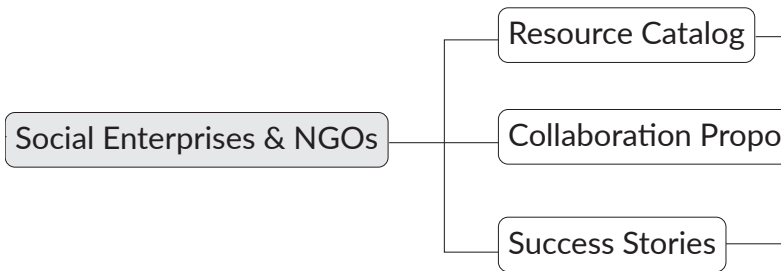 Resource Catalog
Social Enterprises & NGOs
Collaboration Propo
Success Stories